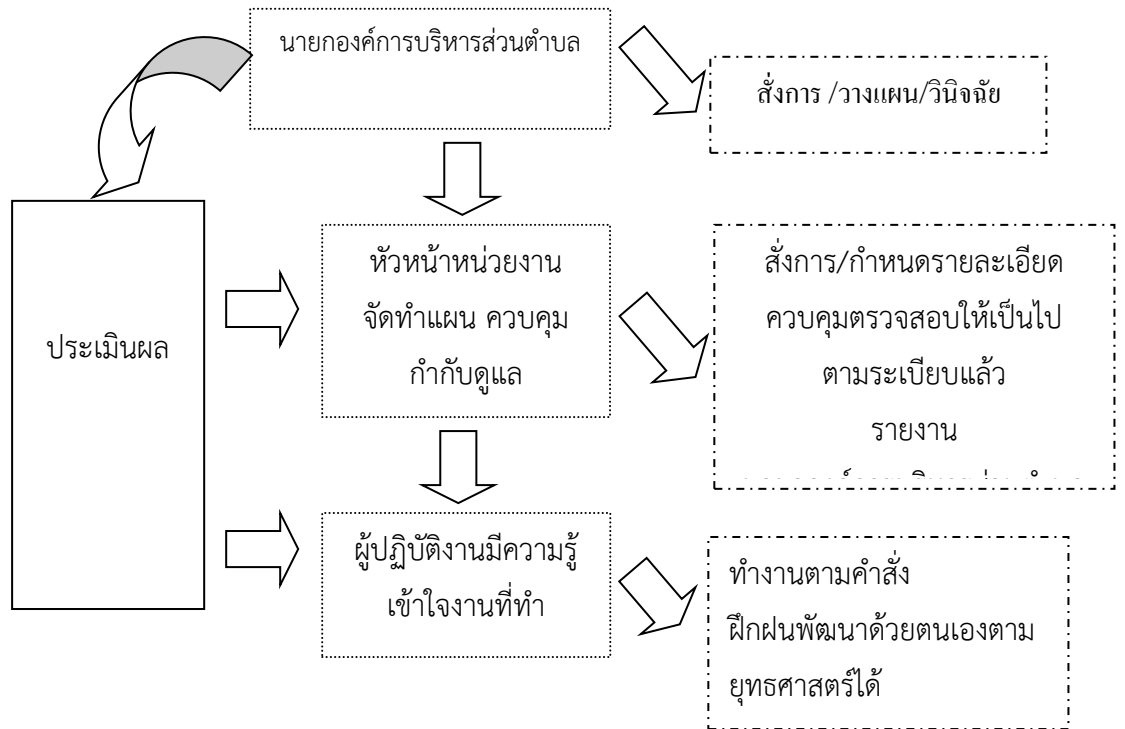 นายกองค์การบริหารส่วนตำบล
สั่งการ /วางแผน/วินิจฉัย
ประเมินผล
หัวหน้าหน่วยงาน
จัดทำแผน ควบคุม
กำกับดูแล
สั่งการ/กำหนดรายละเอียด
ควบคุมตรวจสอบให้เป็นไป
ตามระเบียบแล้ว
รายงาน
ผู้ปฏิบัติงานมีความรู้
เข้าใจงานที่ทำ
ทำงานตามคำสั่ง
ฝึกฝนพัฒนาด้วยตนเองตาม
ยุทธศาสตร์ได้